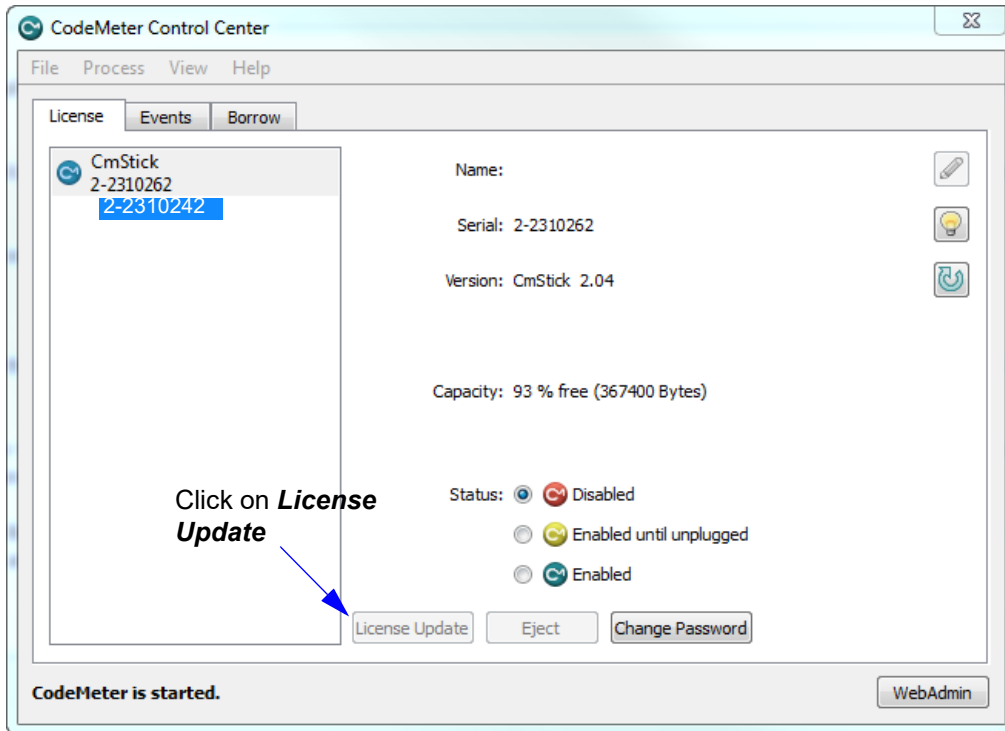 CodeMeter Control Center
File Process View Help
License Events Borrow
CmStick
2-2310262
2-2310242
Name:
Serial: 2-2310262
Version: CmStick 2.04
Capacity: 93 % free (367400 Bytes)
Status: Disabled
Enabled until unplugged
Enabled
Click on License
Update
License Update Eject Change Password
CodeMeter is started.
WebAdmin